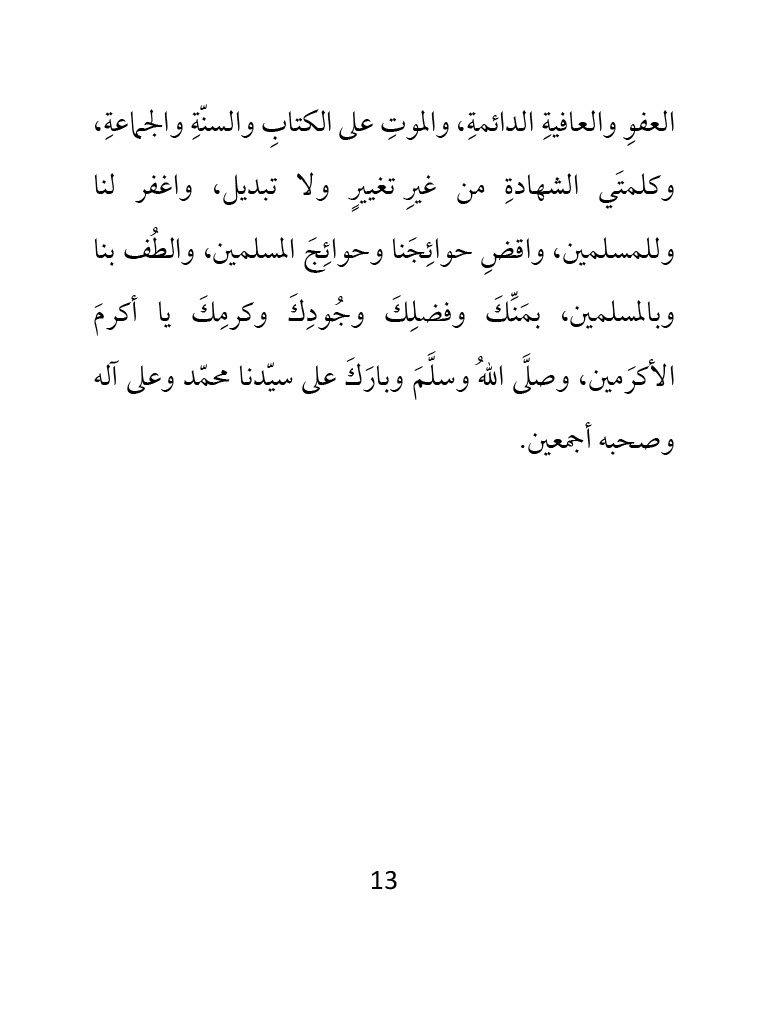 العفوِ والعافيةِ الدائمةِ، والموتِ على الكتابِ والسنّةِ والجماعةِ،
وكلمتَي الشهادةِ من غيرِ تغييرٍ ولا تبديل، واغفر لنا
وللمسلمين، واقضِ حوائِجَنا وحوائِجَ المسلمين، والطُف بنا
وبالمسلمين، بمَنِّكَ وفضلِكَ وجُودِكَ وكرمِكَ يا أكرمَ
الأكرَمين، وصلَّى اللهُ وسلَّمَ وبارَكَ على سيّدنا محمّد وعلى آله
وصحبه أجمعين.
13